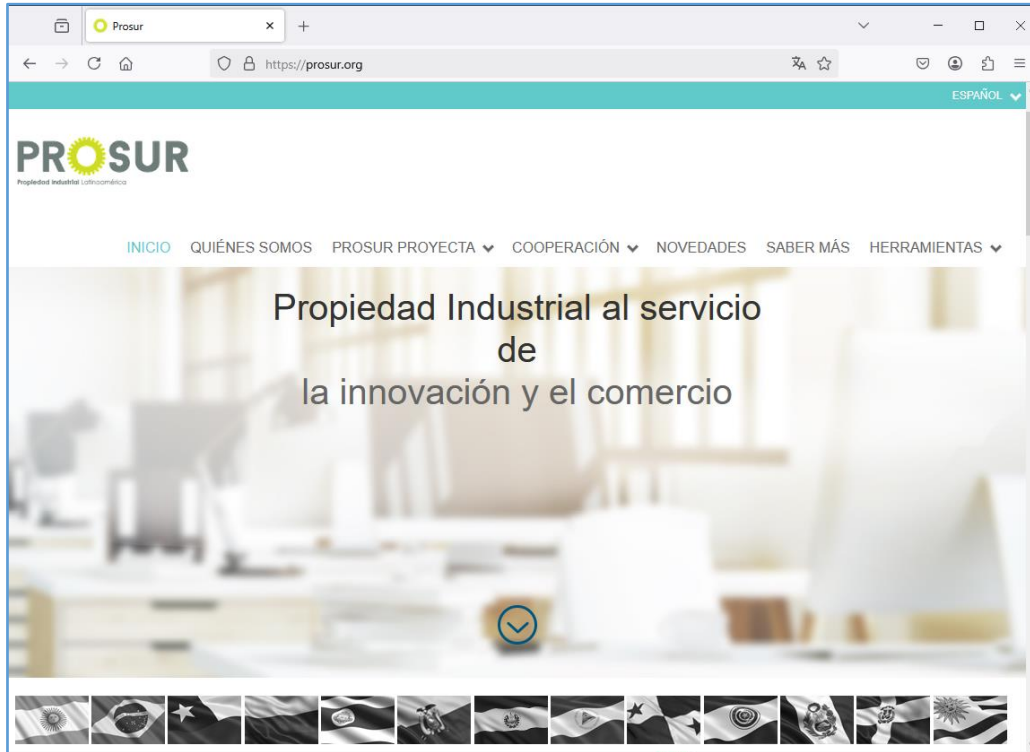 Prosur
https://prosur.org
ESPAÑOL
PROSUR
Propiedad Industrial Latinoamérica
INICIO QUIÉNES SOMOS PROSUR PROYECTA COOPERACIÓN NOVEDADES SABER MÁS HERRAMIENTAS
Propiedad Industrial al servicio
de
la innovación y el comercio